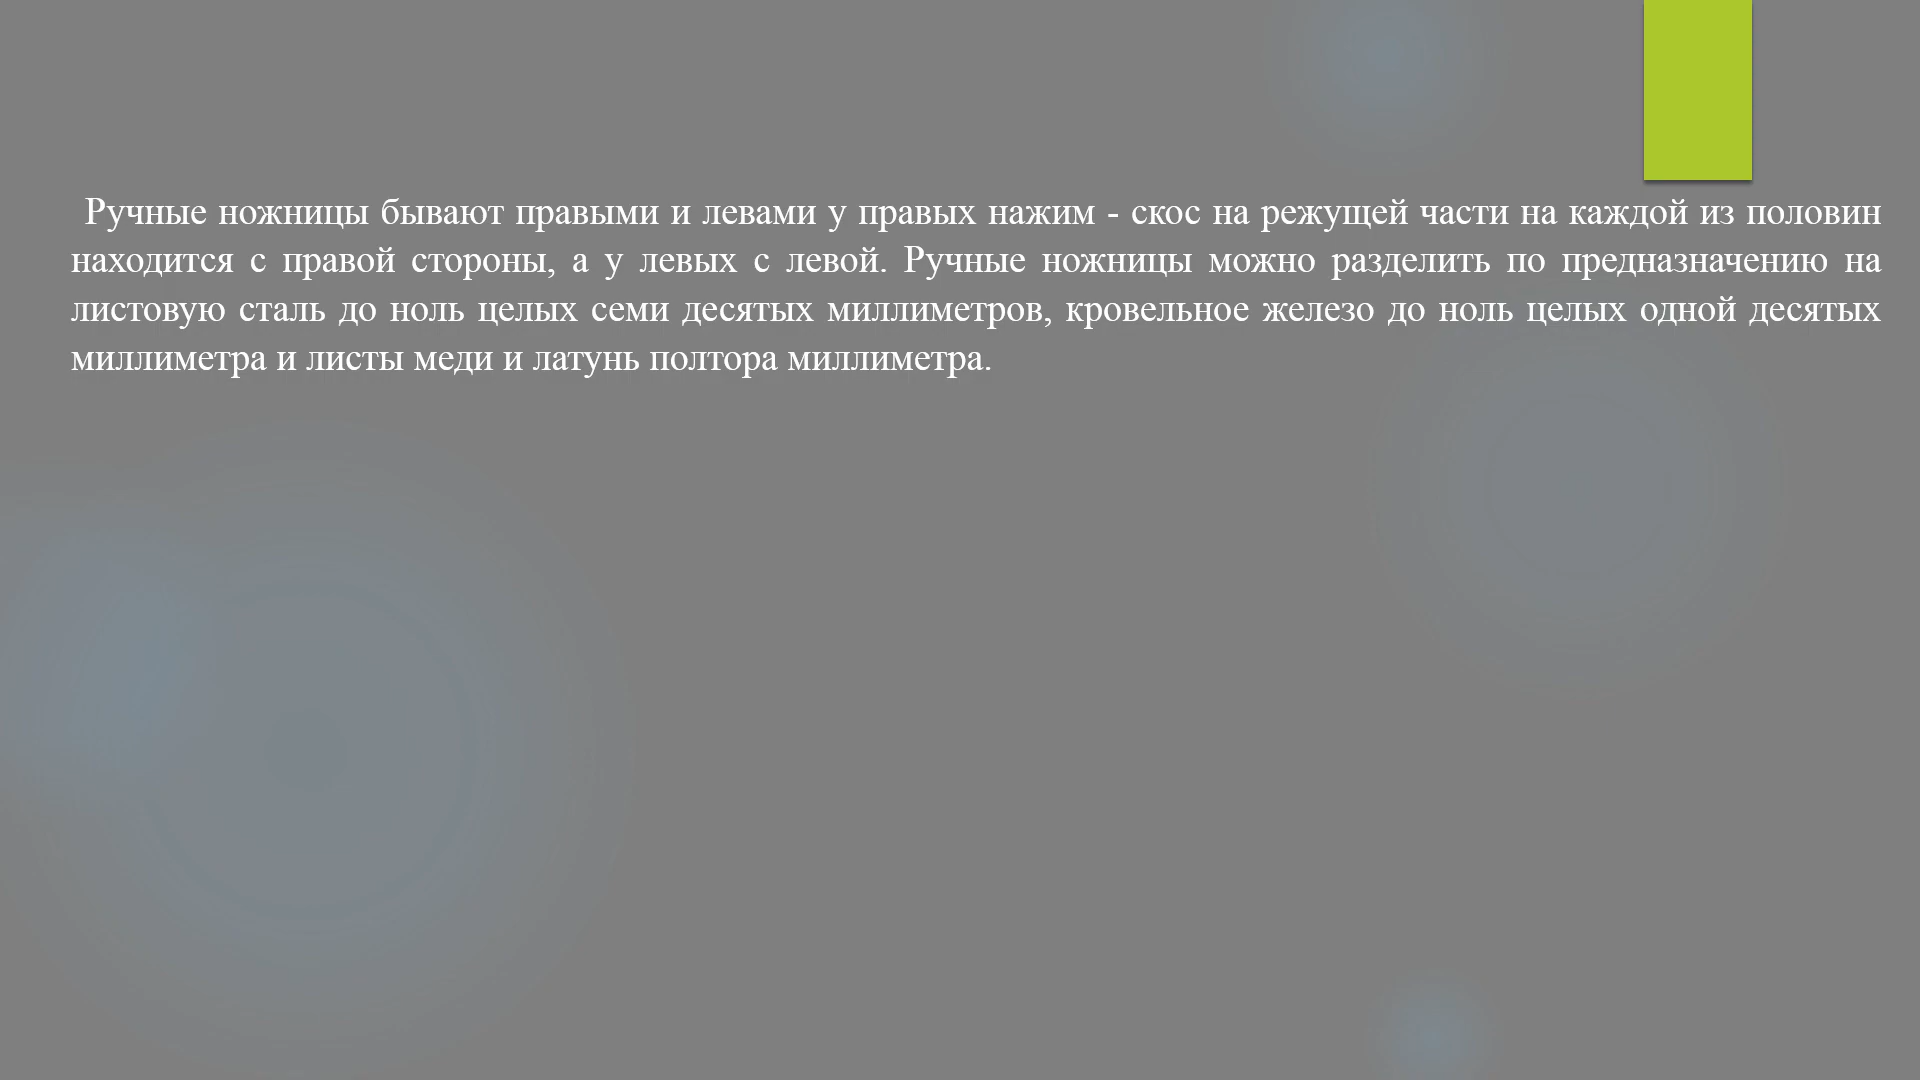 Ручные ножницы бывают правыми и левами у правых нажим - скос на режущей части на каждой из половин
находится с правой стороны, а у левых с левой. Ручные ножницы можно разделить по предназначению на
листовую сталь до ноль целых семи десятых миллиметров, кровельное железо до ноль целых одной десятых
миллиметра и листы меди и латунь полтора миллиметра.